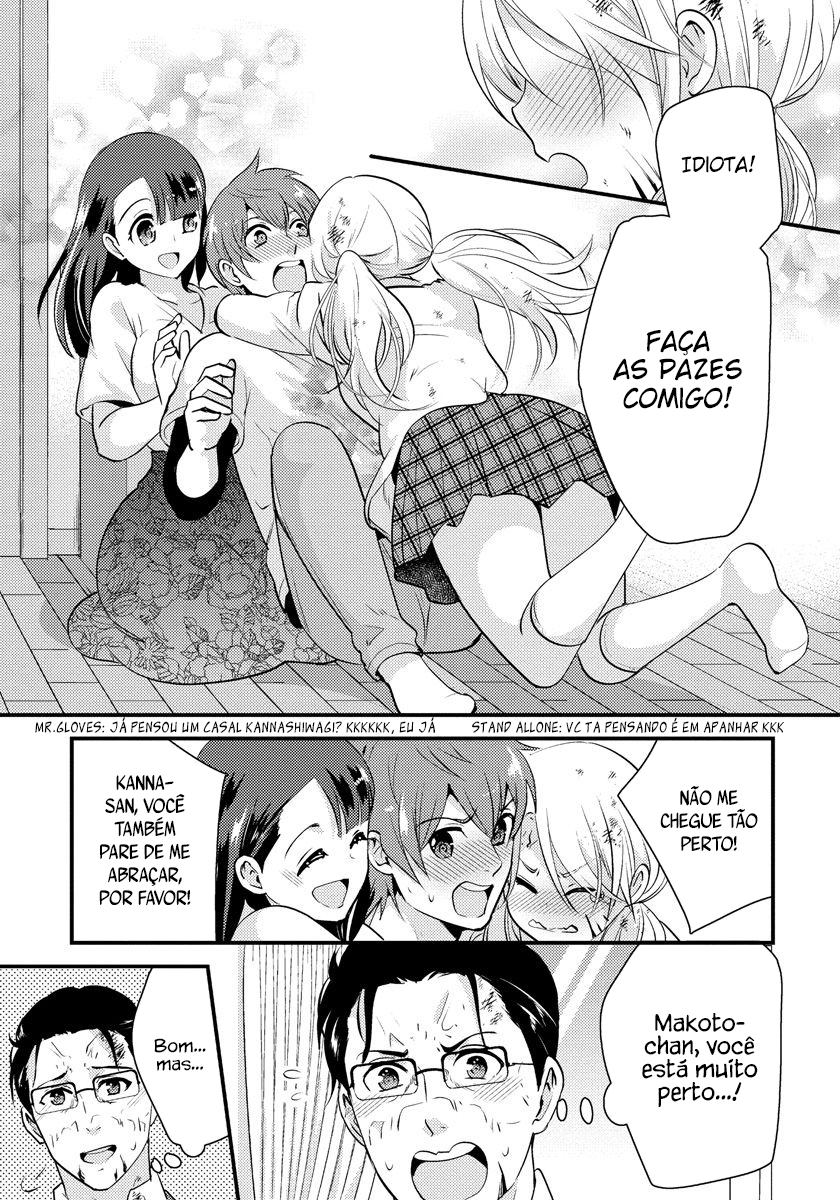 IDIOTA!
FAÇA
AS PAZES
COMIGO!
MR.GLOVES: JÁ PENSOU UM CASAL KANNASHIWAGI? KKKKKK, EU JÁ
STAND ALLONE: VC TA PENSANDO É EM APANHAR KKK
NÃO ME
CHEGUE TÃO
PERTO!
KANNA-
SAN, VOCÊ
TAMBÉM
PARE DE ME
ABRAÇAR,
POR FAVOR!
Makoto-
chan, você
está muito
perto...!
Bom...
mas...